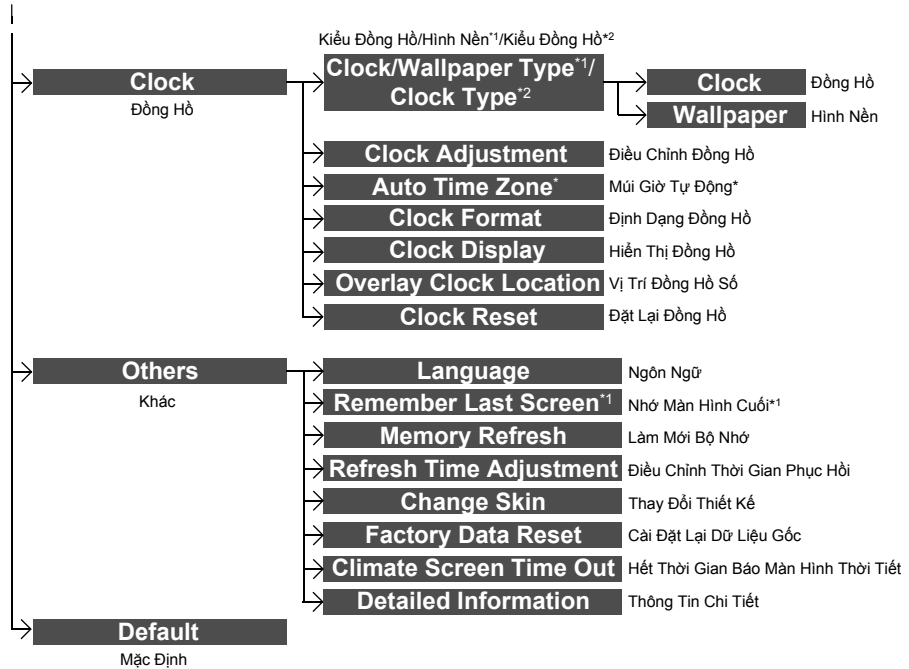 Kiểu Đồng Hồ/Hình Nền*1/Kiểu Đồng Hồ*2
Clock
Đồng Hồ
Clock/Wallpaper Type*1/
Clock Type*2
Clock Đồng Hồ
Wallpaper Hình Nền
Clock Adjustment Điều Chỉnh Đồng Hồ
Auto Time Zone* Múi Giờ Tự Động*
Clock Format Định Dạng Đồng Hồ
Clock Display Hiển Thị Đồng Hồ
Overlay Clock Location Vị Trí Đồng Hồ Số
Clock Reset Đặt Lại Đồng Hồ
Others
Khác
Language Ngôn Ngữ
Remember Last Screen*1 Nhớ Màn Hình Cuối*1
Memory Refresh Làm Mới Bộ Nhớ
Refresh Time Adjustment Điều Chỉnh Thời Gian Phục Hồi
Change Skin Thay Đổi Thiết Kế
Factory Data Reset Cài Đặt Lại Dữ Liệu Gốc
Climate Screen Time Out Hết Thời Gian Báo Màn Hình Thời Tiết
Detailed Information Thông Tin Chi Tiết
Default
Mặc Định